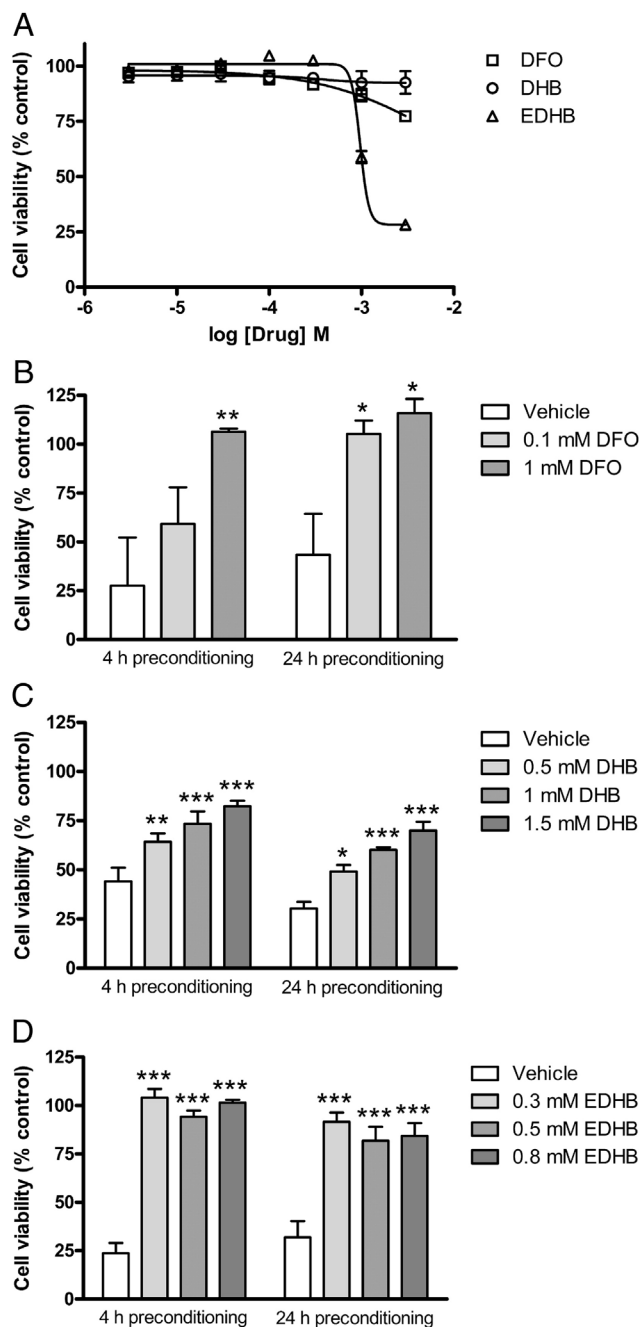 A
Cell viability (% control)
100
75
50
25
0
-6
-5
-4
-3
-2
log [Drug] M
DFO
DHB
EDHB
B
Cell viability (% control)
125
100
75
50
25
0
**
*
*
4 h preconditioning
24 h preconditioning
Vehicle
0.1 mM DFO
1 mM DFO
C
Cell viability (% control)
125
100
75
50
25
0
**
***
***
*
***
***
4 h preconditioning
24 h preconditioning
Vehicle
0.5 mM DHB
1 mM DHB
1.5 mM DHB
D
Cell viability (% control)
125
100
75
50
25
0
***
***
***
***
***
***
4 h preconditioning
24 h preconditioning
Vehicle
0.3 mM EDHB
0.5 mM EDHB
0.8 mM EDHB